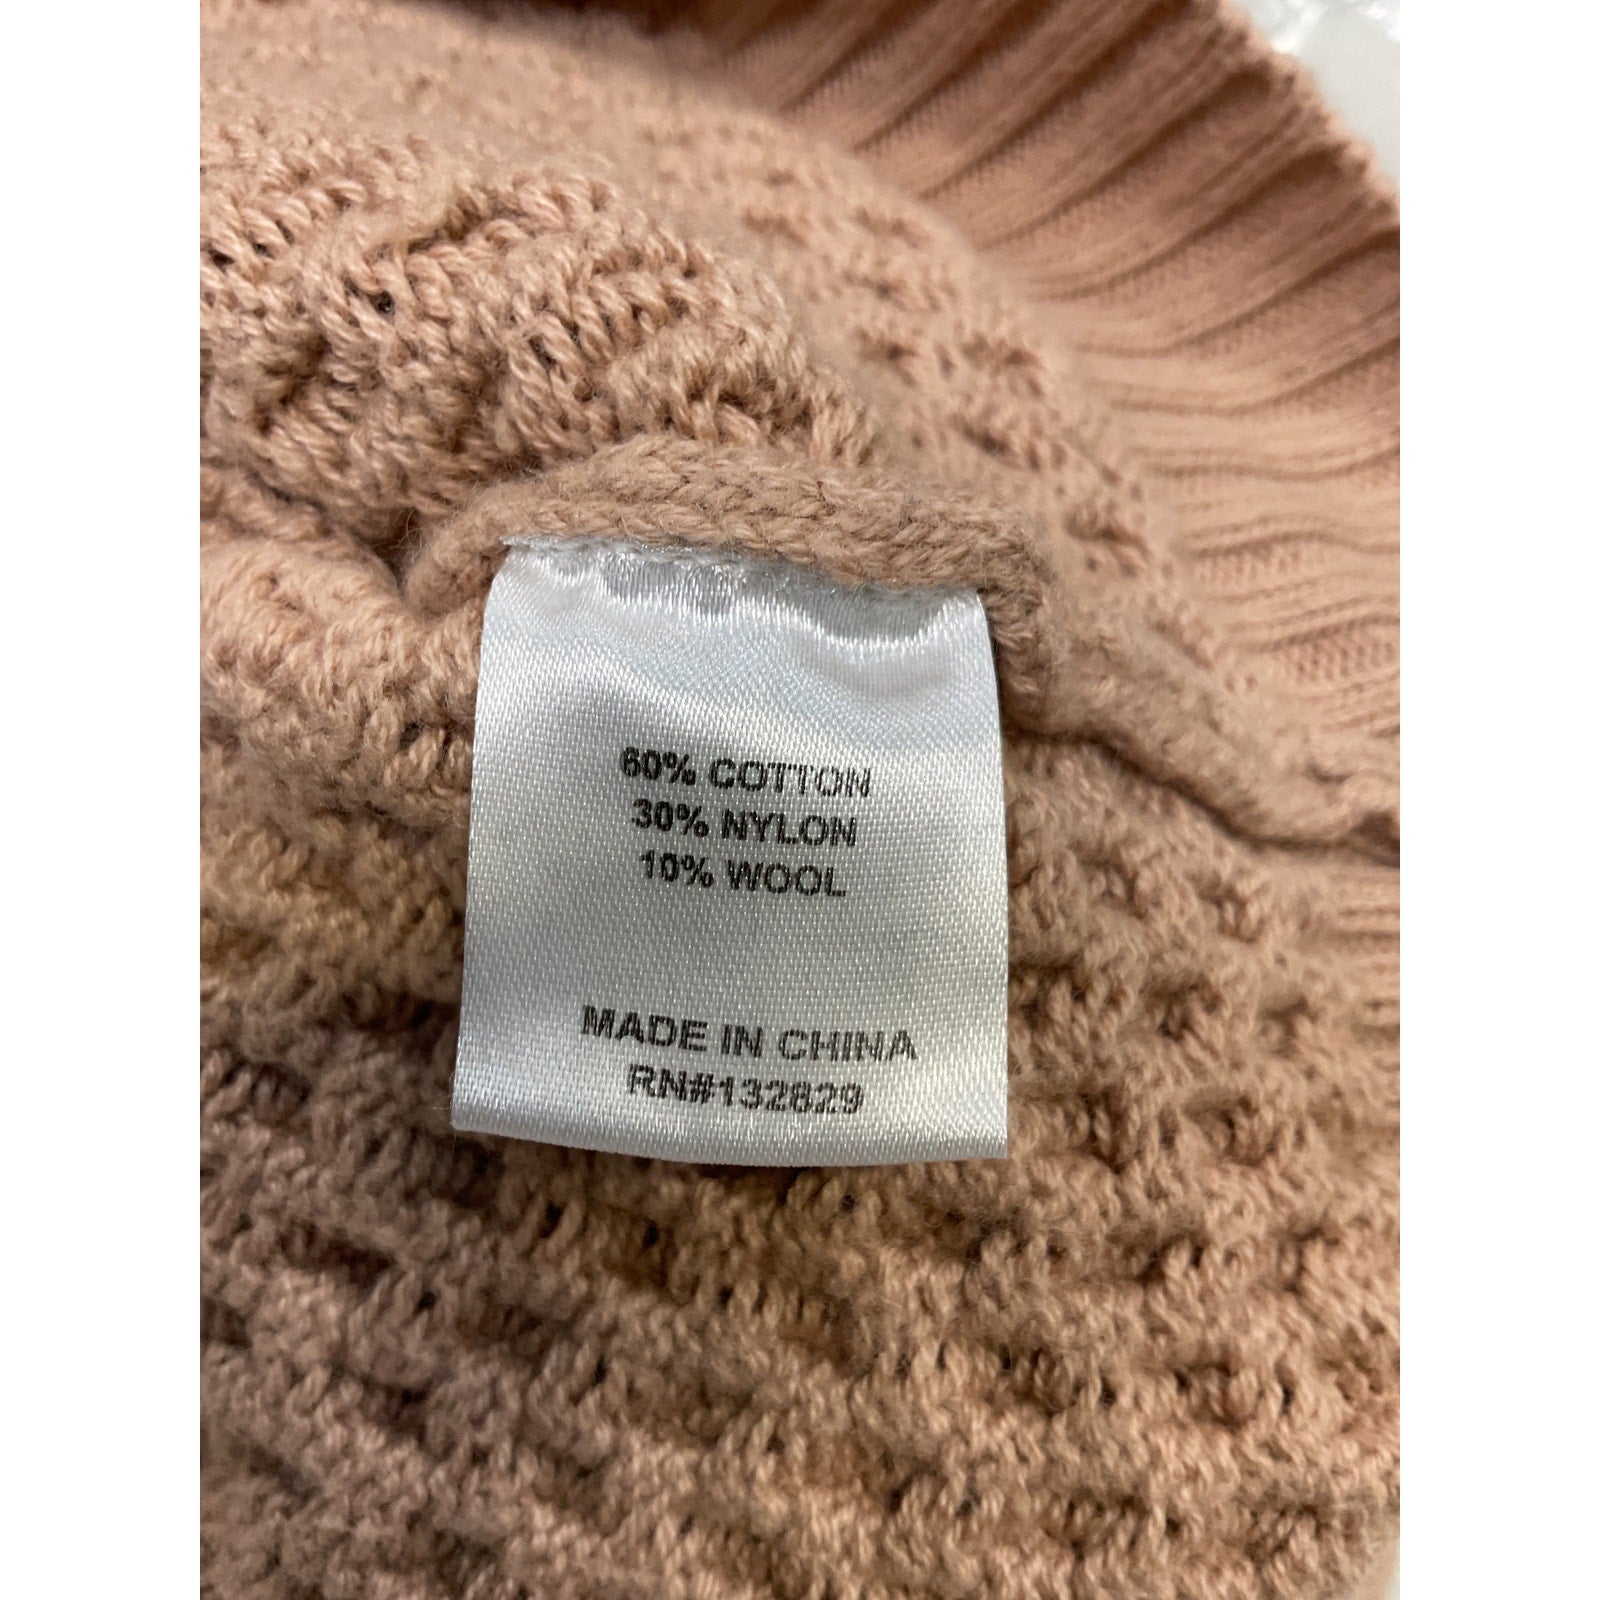 60% COTTON
30% NYLON
10% WOOL
MADE IN CHINA
RN#132829